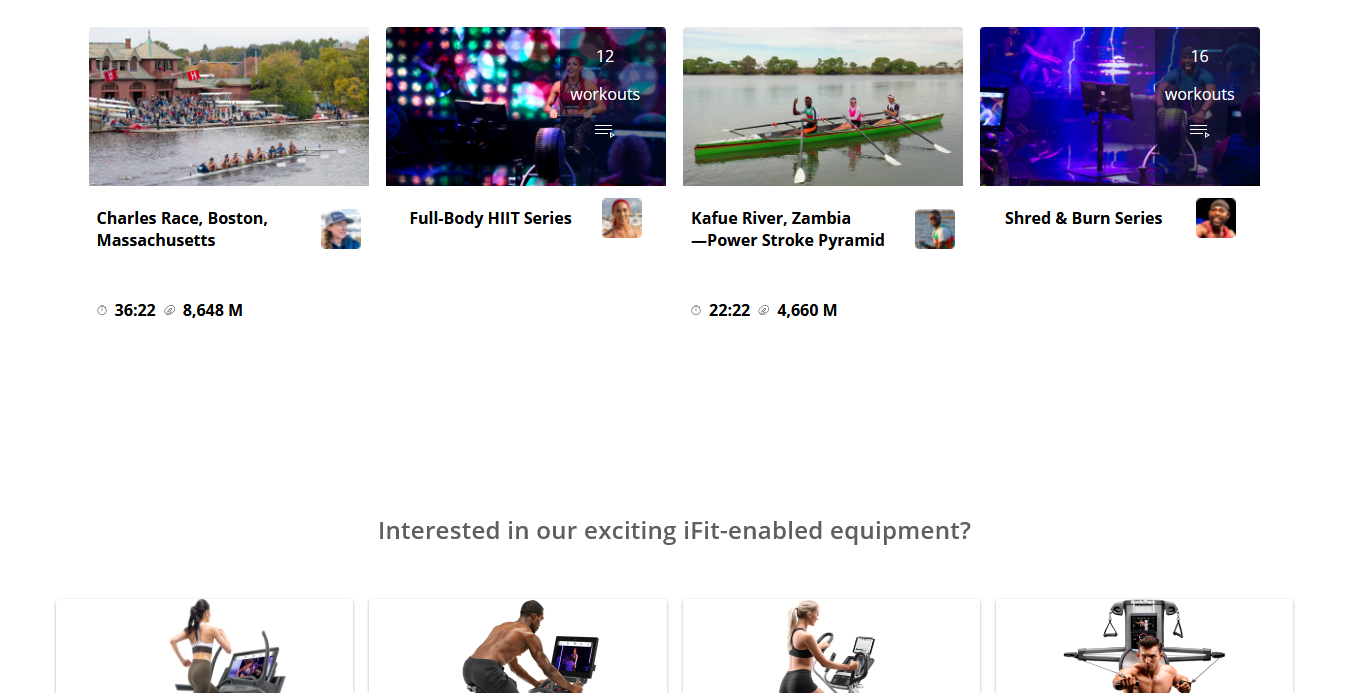 12
workouts
16
workouts
Charles Race, Boston,
Massachusetts
Full-Body HIIT Series
Kafue River, Zambia
—Power Stroke Pyramid
Shred & Burn Series
36:22 8,648 M
22:22 4,660 M
Interested in our exciting iFit-enabled equipment?